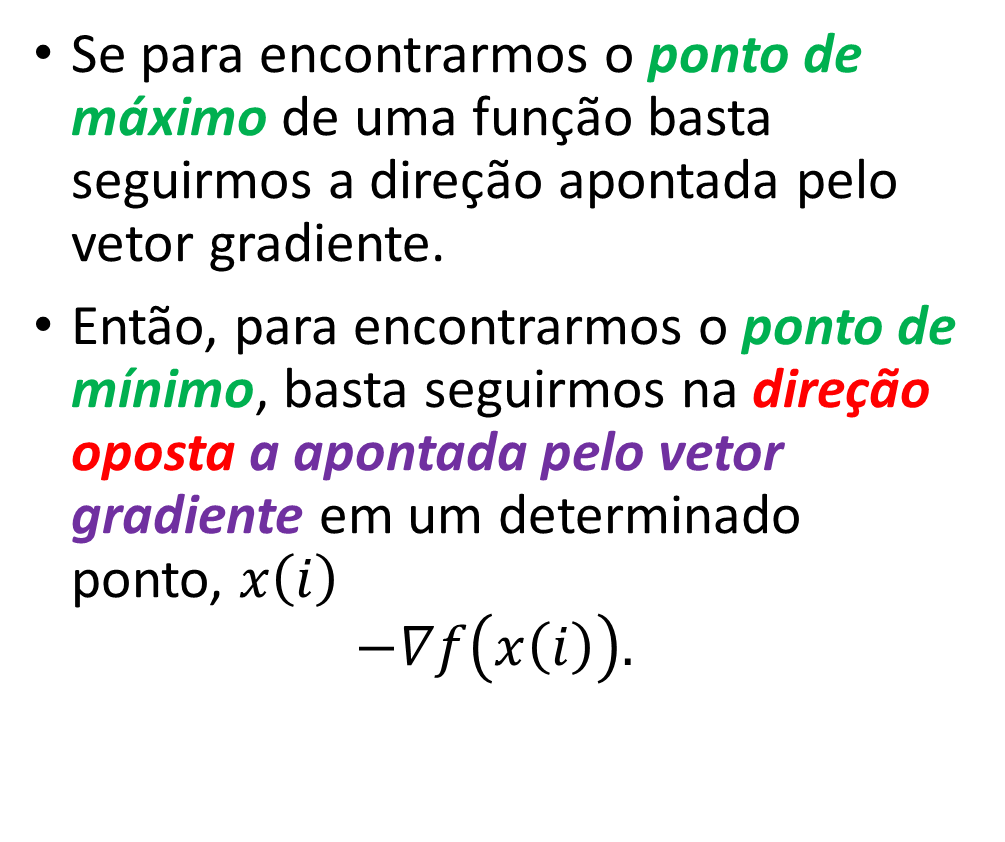 • Se para encontrarmos o ponto de
máximo de uma função basta
seguirmos a direção apontada pelo
vetor gradiente.
• Então, para encontrarmos o ponto de
mínimo, basta seguirmos na direção
oposta a apontada pelo vetor
gradiente em um determinado
ponto, 𝑥(𝑖)
−∇𝑓(𝑥(𝑖)).